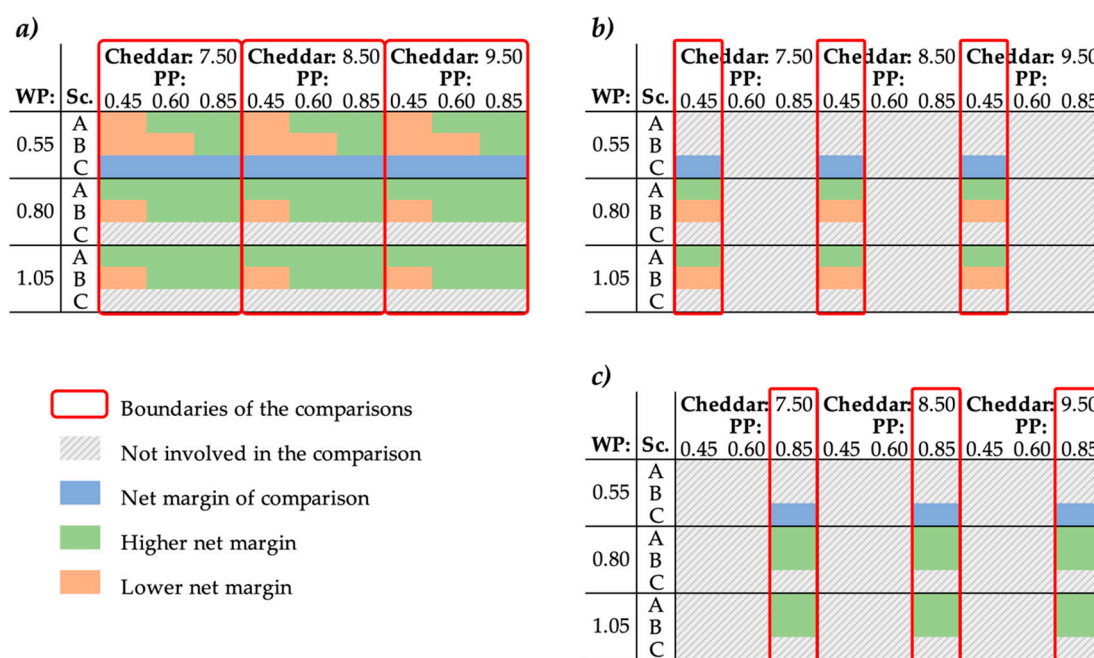 a)
Cheddar: 7.50 Cheddar: 8.50 Cheddar: 9.50
PP: PP: PP:
WP: Sc. 0.45 0.60 0.85 0.45 0.60 0.85 0.45 0.60 0.85
A
0.55 B
C
A
0.80 B
C
A
1.05 B
C
b)
Cheddar: 7.50 Cheddar: 8.50 Cheddar: 9.50
PP: PP: PP:
WP: Sc. 0.45 0.60 0.85 0.45 0.60 0.85 0.45 0.60 0.85
A
0.55 B
C
A
0.80 B
C
A
1.05 B
C
Boundaries of the comparisons
Not involved in the comparison
Net margin of comparison
Higher net margin
Lower net margin
c)
Cheddar: 7.50 Cheddar: 8.50 Cheddar: 9.50
PP: PP: PP:
WP: Sc. 0.45 0.60 0.85 0.45 0.60 0.85 0.45 0.60 0.85
A
0.55 B
C
A
0.80 B
C
A
1.05 B
C